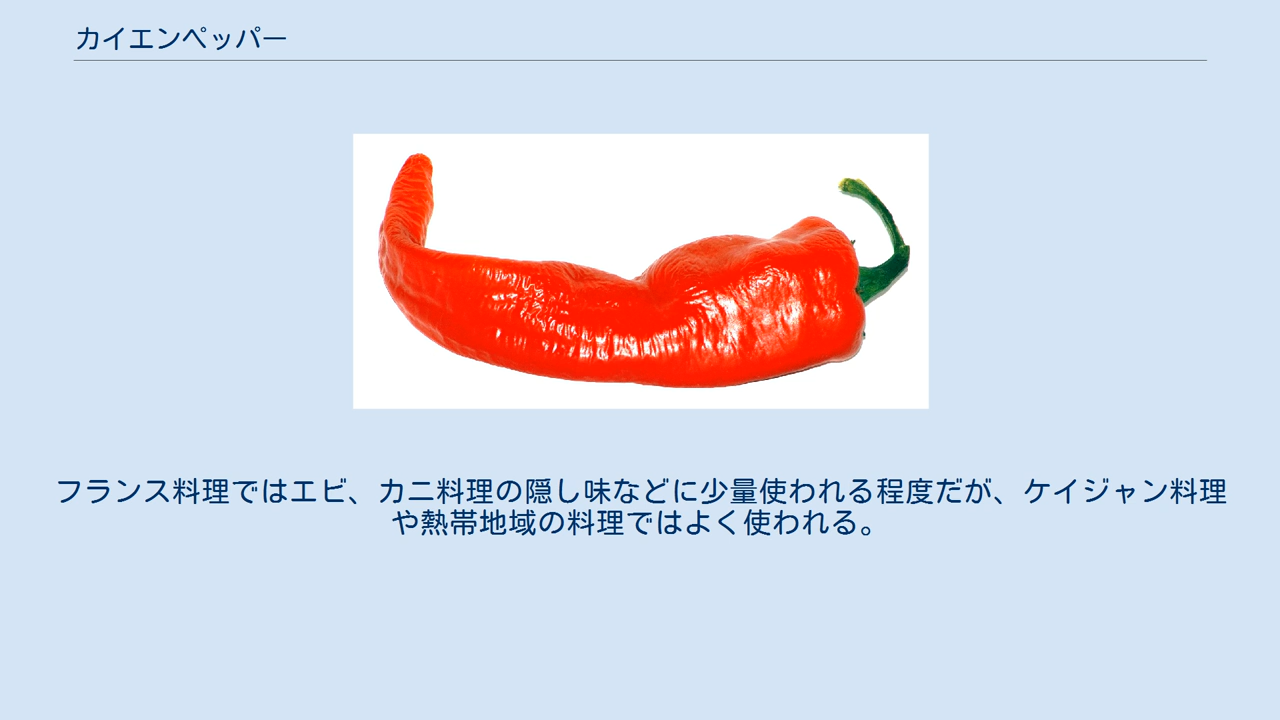 カイエンペッパー
フランス料理ではエビ、カニ料理の隠し味などに少量使われる程度だが、ケイジャン料理
や熱帯地域の料理ではよく使われる。